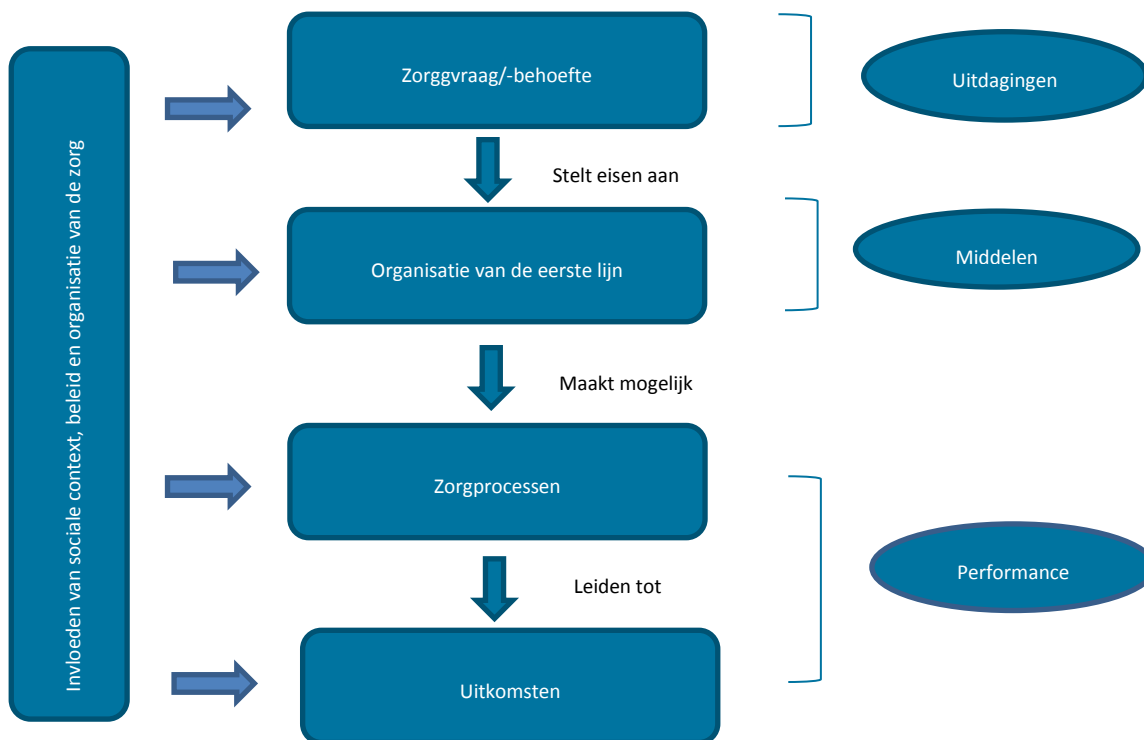 Invloeden van sociale context, beleid en organisatie van de zorg
Zorggvraag/-behoefte
Uitdagingen
Stelt eisen aan
Organisatie van de eerste lijn
Middelen
Maakt mogelijk
Zorgprocessen
Performance
Leiden tot
Uitkomsten